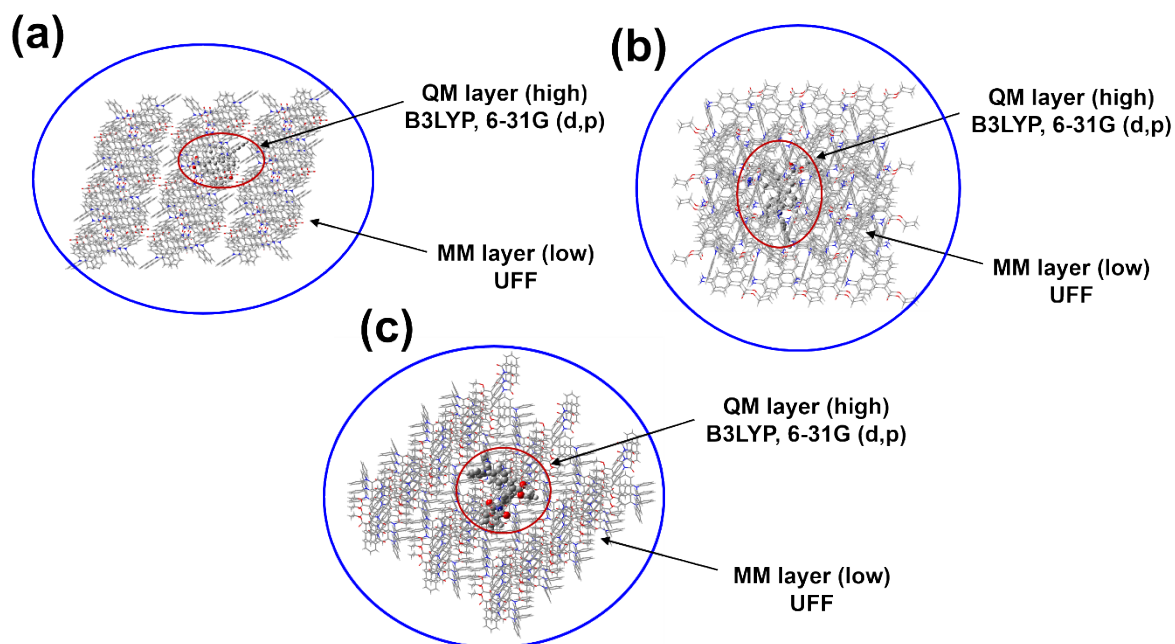 (a)
QM layer (high)
B3LYP, 6-31G (d,p)
MM layer (low)
UFF
(b)
QM layer (high)
B3LYP, 6-31G (d,p)
MM layer (low)
UFF
(c)
QM layer (high)
B3LYP, 6-31G (d,p)
MM layer (low)
UFF